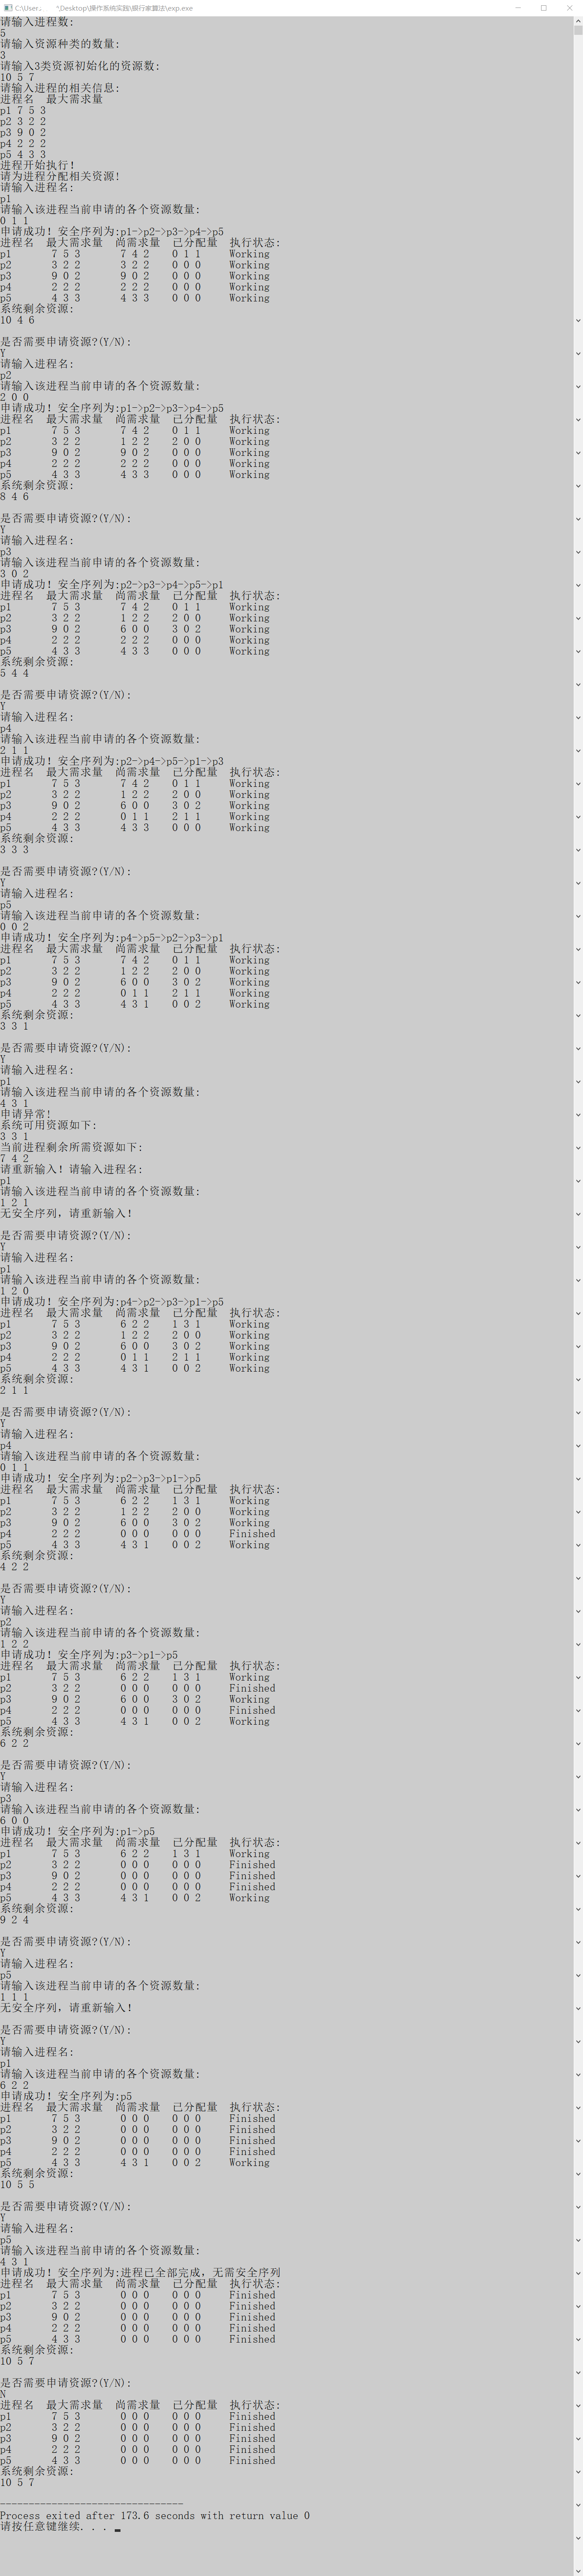 C:\User
\Desktop\操作系统实践\银行家算法\exp.exe
请输入进程数:
5
请输入资源种类的数量:
3
请输入3类资源初始化的资源数:
10 5 7
请输入进程的相关信息:
进程名 最大需求量
p1 7 5 3
p2 3 2 2
p3 9 0 2
p4 2 2 2
p5 4 3 3
进程开始执行!
请为进程分配相关资源!
请输入进程名:
p1
请输入该进程当前申请的各个资源数量:
0 1 1
申请成功! 安全序列为:p1->p2->p3->p4->p5
进程名 最大需求量 尚需求量 已分配量 执行状态:
p1 7 5 3 7 4 2 0 1 1 Working
p2 3 2 2 3 2 2 0 0 0 Working
p3 9 0 2 9 0 2 0 0 0 Working
p4 2 2 2 2 2 2 0 0 0 Working
p5 4 3 3 4 3 3 0 0 0 Working
系统剩余资源:
10 4 6
是否需要申请资源?(Y/N):
Y
请输入进程名:
p2
请输入该进程当前申请的各个资源数量:
2 0 0
申请成功! 安全序列为:p1->p2->p3->p4->p5
进程名 最大需求量 尚需求量 已分配量 执行状态:
p1 7 5 3 7 4 2 0 1 1 Working
p2 3 2 2 1 2 2 2 0 0 Working
p3 9 0 2 9 0 2 0 0 0 Working
p4 2 2 2 2 2 2 0 0 0 Working
p5 4 3 3 4 3 3 0 0 0 Working
系统剩余资源:
8 4 6
是否需要申请资源?(Y/N):
Y
请输入进程名:
p3
请输入该进程当前申请的各个资源数量:
3 0 2
申请成功! 安全序列为:p2->p3->p4->p5->p1
进程名 最大需求量 尚需求量 已分配量 执行状态:
p1 7 5 3 7 4 2 0 1 1 Working
p2 3 2 2 1 2 2 2 0 0 Working
p3 9 0 2 6 0 0 3 0 2 Working
p4 2 2 2 2 2 2 0 0 0 Working
p5 4 3 3 4 3 3 0 0 0 Working
系统剩余资源:
5 4 4
是否需要申请资源?(Y/N):
Y
请输入进程名:
p4
请输入该进程当前申请的各个资源数量:
2 1 1
申请成功! 安全序列为:p2->p4->p5->p1->p3
进程名 最大需求量 尚需求量 已分配量 执行状态:
p1 7 5 3 7 4 2 0 1 1 Working
p2 3 2 2 1 2 2 2 0 0 Working
p3 9 0 2 6 0 0 3 0 2 Working
p4 2 2 2 0 1 1 2 1 1 Working
p5 4 3 3 4 3 3 0 0 0 Working
系统剩余资源:
3 3 3
是否需要申请资源?(Y/N):
Y
请输入进程名:
p5
请输入该进程当前申请的各个资源数量:
0 0 2
申请成功! 安全序列为:p4->p5->p2->p3->p1
进程名 最大需求量 尚需求量 已分配量 执行状态:
p1 7 5 3 7 4 2 0 1 1 Working
p2 3 2 2 1 2 2 2 0 0 Working
p3 9 0 2 6 0 0 3 0 2 Working
p4 2 2 2 0 1 1 2 1 1 Working
p5 4 3 3 4 3 1 0 0 2 Working
系统剩余资源:
3 3 1
是否需要申请资源?(Y/N):
Y
请输入进程名:
p1
请输入该进程当前申请的各个资源数量:
4 3 1
申请异常!
系统可用资源如下:
3 3 1
当前进程剩余所需资源如下:
7 4 2
请重新输入! 请输入进程名:
p1
请输入该进程当前申请的各个资源数量:
1 2 1
无安全序列, 请重新输入!
是否需要申请资源?(Y/N):
Y
请输入进程名:
p1
请输入该进程当前申请的各个资源数量:
1 2 0
申请成功! 安全序列为:p4->p2->p3->p1->p5
进程名 最大需求量 尚需求量 已分配量 执行状态:
p1 7 5 3 6 2 2 1 3 1 Working
p2 3 2 2 1 2 2 2 0 0 Working
p3 9 0 2 6 0 0 3 0 2 Working
p4 2 2 2 0 1 1 2 1 1 Working
p5 4 3 3 4 3 1 0 0 2 Working
系统剩余资源:
2 1 1
是否需要申请资源?(Y/N):
Y
请输入进程名:
p4
请输入该进程当前申请的各个资源数量:
0 1 1
申请成功! 安全序列为:p2->p3->p1->p5
进程名 最大需求量 尚需求量 已分配量 执行状态:
p1 7 5 3 6 2 2 1 3 1 Working
p2 3 2 2 1 2 2 2 0 0 Working
p3 9 0 2 6 0 0 3 0 2 Working
p4 2 2 2 0 0 0 0 0 0 Finished
p5 4 3 3 4 3 1 0 0 2 Working
系统剩余资源:
4 2 2
是否需要申请资源?(Y/N):
Y
请输入进程名:
p2
请输入该进程当前申请的各个资源数量:
1 2 2
申请成功! 安全序列为:p3->p1->p5
进程名 最大需求量 尚需求量 已分配量 执行状态:
p1 7 5 3 6 2 2 1 3 1 Working
p2 3 2 2 0 0 0 0 0 0 Finished
p3 9 0 2 6 0 0 3 0 2 Working
p4 2 2 2 0 0 0 0 0 0 Finished
p5 4 3 3 4 3 1 0 0 2 Working
系统剩余资源:
6 2 2
是否需要申请资源?(Y/N):
Y
请输入进程名:
p3
请输入该进程当前申请的各个资源数量:
6 0 0
申请成功! 安全序列为:p1->p5
进程名 最大需求量 尚需求量 已分配量 执行状态:
p1 7 5 3 6 2 2 1 3 1 Working
p2 3 2 2 0 0 0 0 0 0 Finished
p3 9 0 2 0 0 0 0 0 0 Finished
p4 2 2 2 0 0 0 0 0 0 Finished
p5 4 3 3 4 3 1 0 0 2 Working
系统剩余资源:
9 2 4
是否需要申请资源?(Y/N):
Y
请输入进程名:
p5
请输入该进程当前申请的各个资源数量:
1 1 1
无安全序列, 请重新输入!
是否需要申请资源?(Y/N):
Y
请输入进程名:
p1
请输入该进程当前申请的各个资源数量:
6 2 2
申请成功! 安全序列为:p5
进程名 最大需求量 尚需求量 已分配量 执行状态:
p1 7 5 3 0 0 0 0 0 0 Finished
p2 3 2 2 0 0 0 0 0 0 Finished
p3 9 0 2 0 0 0 0 0 0 Finished
p4 2 2 2 0 0 0 0 0 0 Finished
p5 4 3 3 4 3 1 0 0 2 Working
系统剩余资源:
10 5 5
是否需要申请资源?(Y/N):
Y
请输入进程名:
p5
请输入该进程当前申请的各个资源数量:
4 3 1
申请成功! 安全序列为:进程已全部完成, 无需安全序列
进程名 最大需求量 尚需求量 已分配量 执行状态:
p1 7 5 3 0 0 0 0 0 0 Finished
p2 3 2 2 0 0 0 0 0 0 Finished
p3 9 0 2 0 0 0 0 0 0 Finished
p4 2 2 2 0 0 0 0 0 0 Finished
p5 4 3 3 0 0 0 0 0 0 Finished
系统剩余资源:
10 5 7
是否需要申请资源?(Y/N):
N
进程名 最大需求量 尚需求量 已分配量 执行状态:
p1 7 5 3 0 0 0 0 0 0 Finished
p2 3 2 2 0 0 0 0 0 0 Finished
p3 9 0 2 0 0 0 0 0 0 Finished
p4 2 2 2 0 0 0 0 0 0 Finished
p5 4 3 3 0 0 0 0 0 0 Finished
系统剩余资源:
10 5 7
--------------------------------
Process exited after 173.6 seconds with return value 0
请按任意键继续. . .